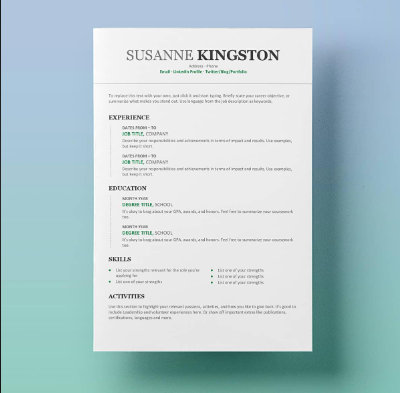 SUSANNE KINGSTON
Address · Phone
Email · LinkedIn Profile · Twitter/Blog/Portfolio
To replace this text with your own, just click it and start typing. Briefly state your career objective, or
summarize what makes you stand out. Use language from the job description as keywords.
EXPERIENCE
DATES FROM – TO
JOB TITLE, COMPANY
Describe your responsibilities and achievements in terms of impact and results. Use examples,
but keep it short.
DATES FROM – TO
JOB TITLE, COMPANY
Describe your responsibilities and achievements in terms of impact and results. Use examples,
but keep it short.
EDUCATION
MONTH YEAR
DEGREE TITLE, SCHOOL
It's okay to brag about your GPA, awards, and honors. Feel free to summarize your coursework
too.
MONTH YEAR
DEGREE TITLE, SCHOOL
It's okay to brag about your GPA, awards, and honors. Feel free to summarize your coursework
too.
SKILLS
List your strengths relevant for the role you're
applying for
List one of your strengths
List one of your strengths
List one of your strengths
List one of your strengths
ACTIVITIES
Use this section to highlight your relevant passions, activities, and how you like to give back. It's good to
include Leadership and volunteer experiences here. Or show off important extras like publications,
certifications, languages and more.